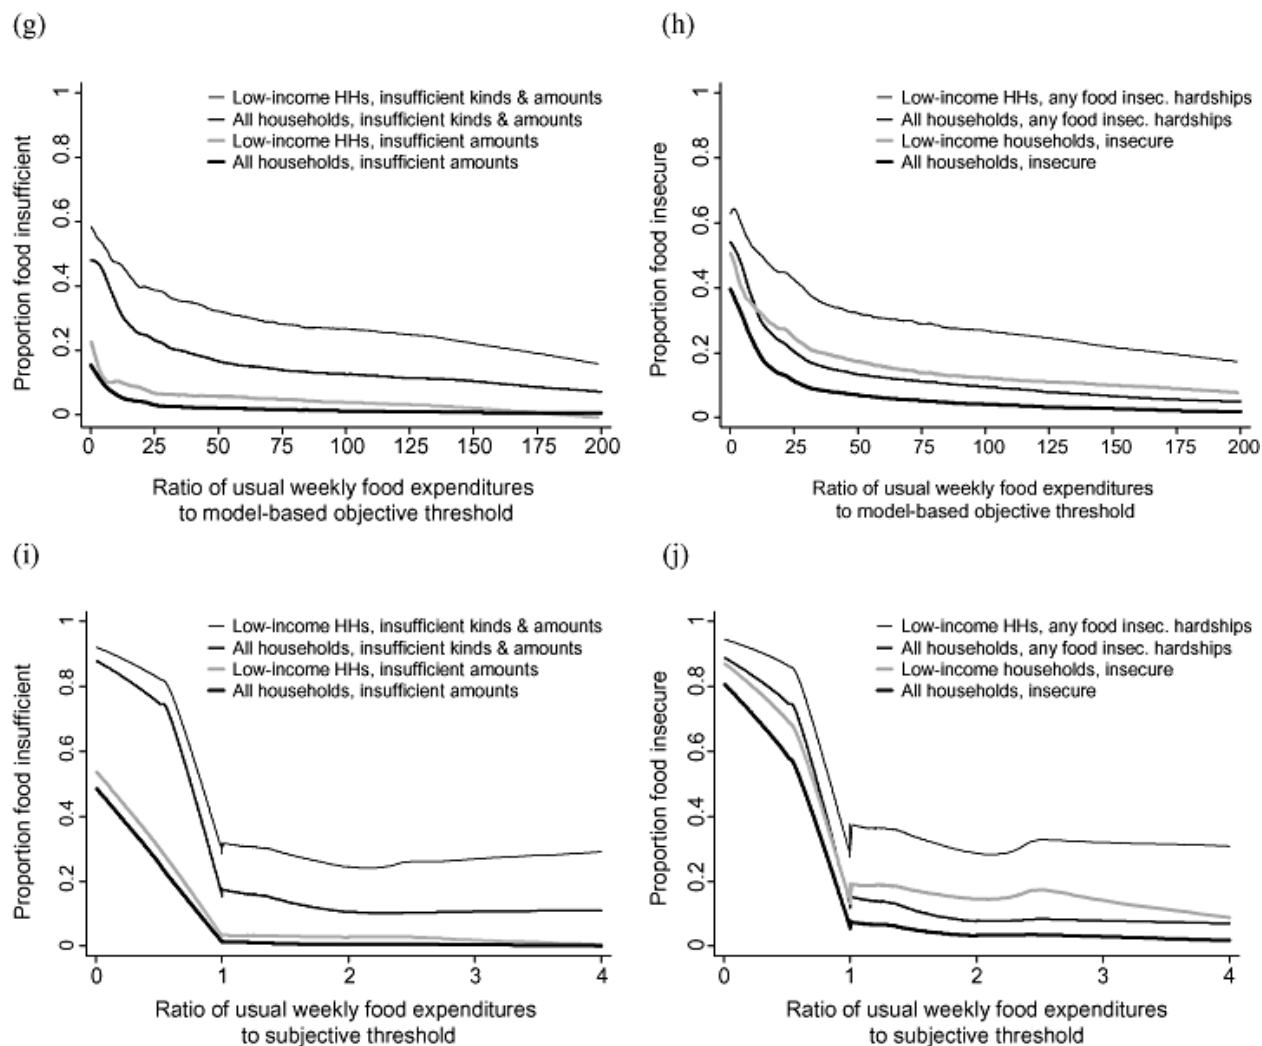 (g)
Low-income HHs, insufficient kinds & amounts
All households, insufficient kinds & amounts
Low-income HHs, insufficient amounts
All households, insufficient amounts
Proportion food insufficient
1
0.8
0.6
0.4
0.2
0
0 25 50 75 100 125 150 175 200
Ratio of usual weekly food expenditures
to model-based objective threshold
(h)
Low-income HHs, any food insec. hardships
All households, any food insec. hardships
Low-income households, insecure
All households, insecure
Proportion food insecure
1
0.8
0.6
0.4
0.2
0
0 25 50 75 100 125 150 175 200
Ratio of usual weekly food expenditures
to model-based objective threshold
(i)
Low-income HHs, insufficient kinds & amounts
All households, insufficient kinds & amounts
Low-income HHs, insufficient amounts
All households, insufficient amounts
Proportion food insufficient
1
0.8
0.6
0.4
0.2
0
0 1 2 3 4
Ratio of usual weekly food expenditures
to subjective threshold
(j)
Low-income HHs, any food insec. hardships
All households, any food insec. hardships
Low-income households, insecure
All households, insecure
Proportion food insecure
1
0.8
0.6
0.4
0.2
0
0 1 2 3 4
Ratio of usual weekly food expenditures
to subjective threshold